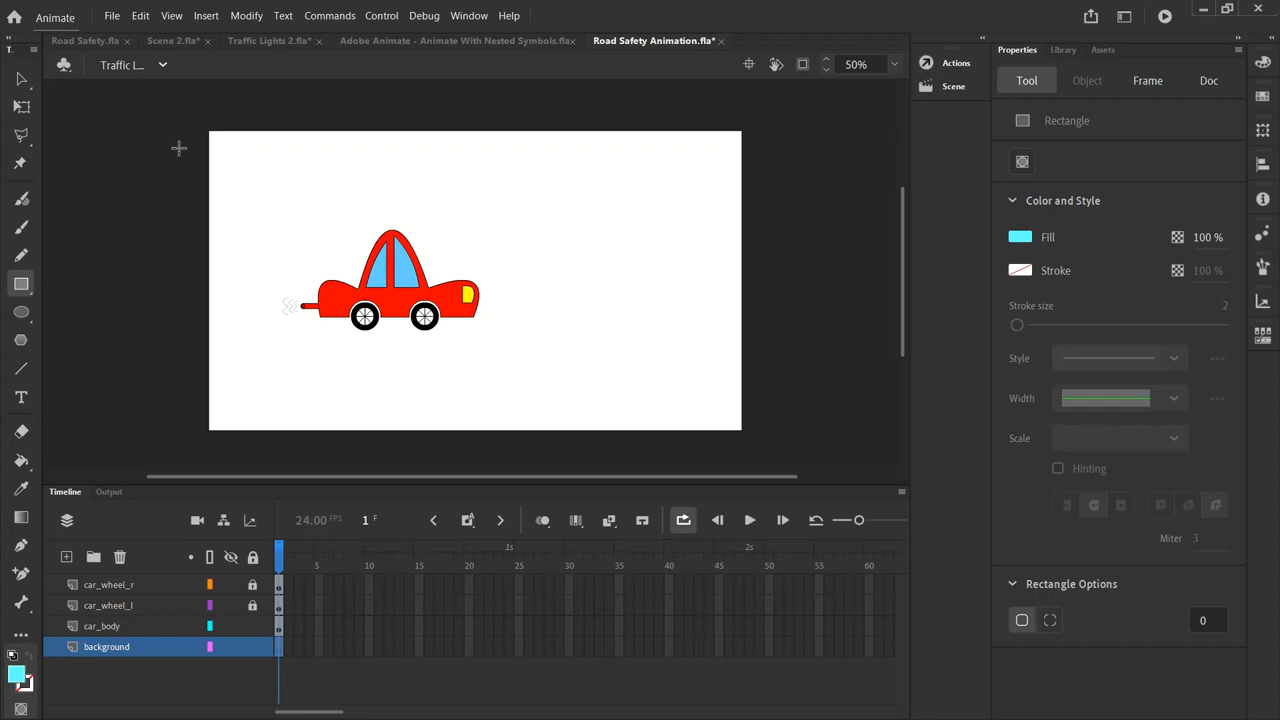 File Edit View Insert Modify Text Commands Control Debug Window Help
Animate
Road Safety.fla × Scene 2.fla* × Traffic Lights 2.fla* × Adobe Animate - Animate With Nested Symbols.fla × Road Safety Animation.fla* ×
Traffic L... 50%
Actions
Scene
Properties Library Assets
Tool Object Frame Doc
Rectangle
Color and Style
Fill 100 %
Stroke 100 %
Stroke size 2
Style
Width
Scale
Hinting
Miter 3
Rectangle Options
0
T.
Timeline Output
24.00 FPS 1 F
1s 2s
5 10 15 20 25 30 35 40 45 50 55 60
car_wheel_r
car_wheel_l
car_body
background